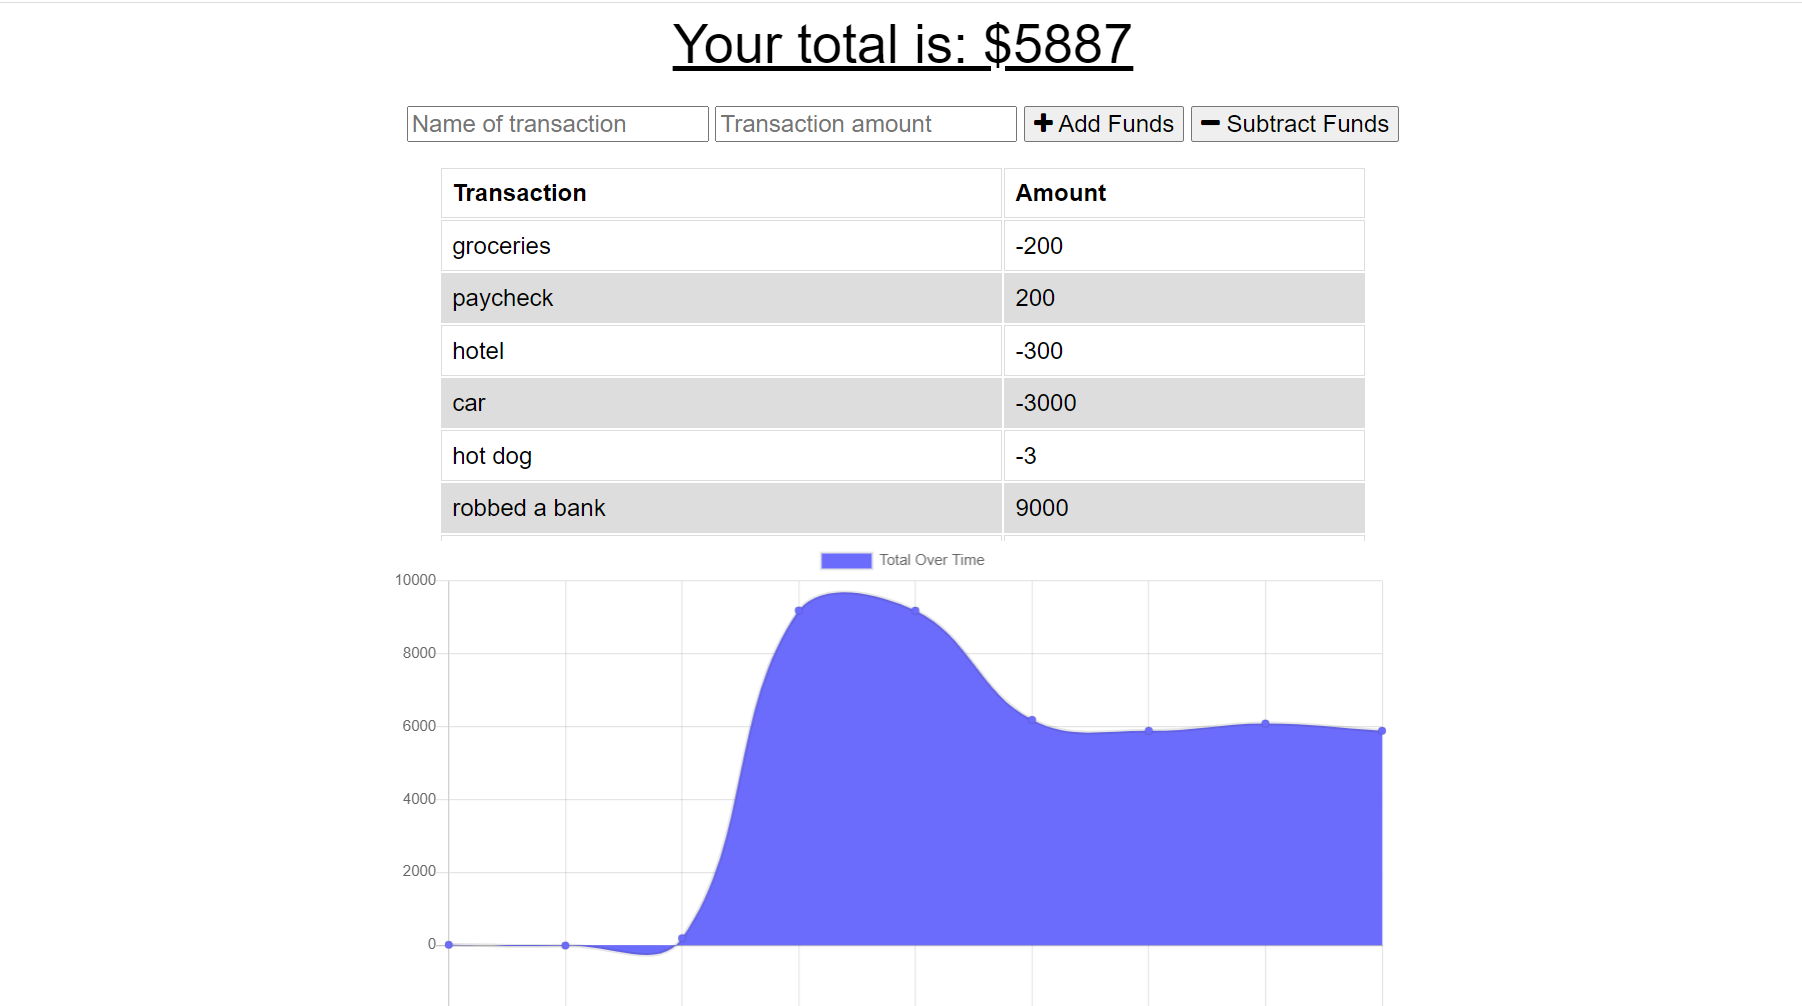 Your total is: $5887
Name of transaction Transaction amount Add Funds Subtract Funds
Transaction Amount
groceries -200
paycheck 200
hotel -300
car -3000
hot dog -3
robbed a bank 9000
Total Over Time
10000
8000
6000
4000
2000
0